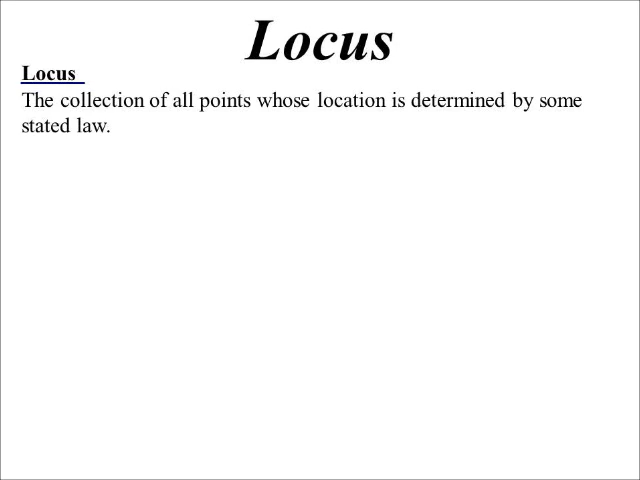 Locus
Locus
The collection of all points whose location is determined by some
stated law.